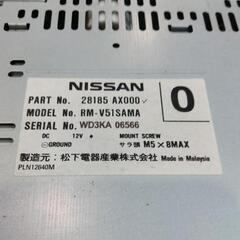 NISSAN
PART No. 28185 AX000
0
MODEL No. RM-V51SAMA
SERIAL No. WD3KA 06566
DC 12V MOUNT SCREW
GROUND サラ頭 M5×8MAX
製造元：松下電器産業株式会社 Made in Malaysia
PLN12640M